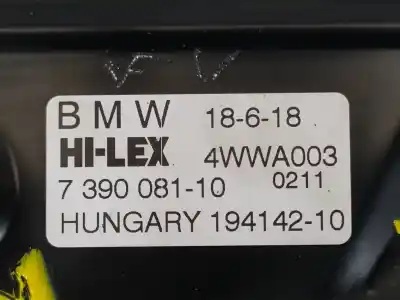 BMW 18-6-18
HI-LEX 4WWA003
7 390 081-10 0211
HUNGARY 194142-10